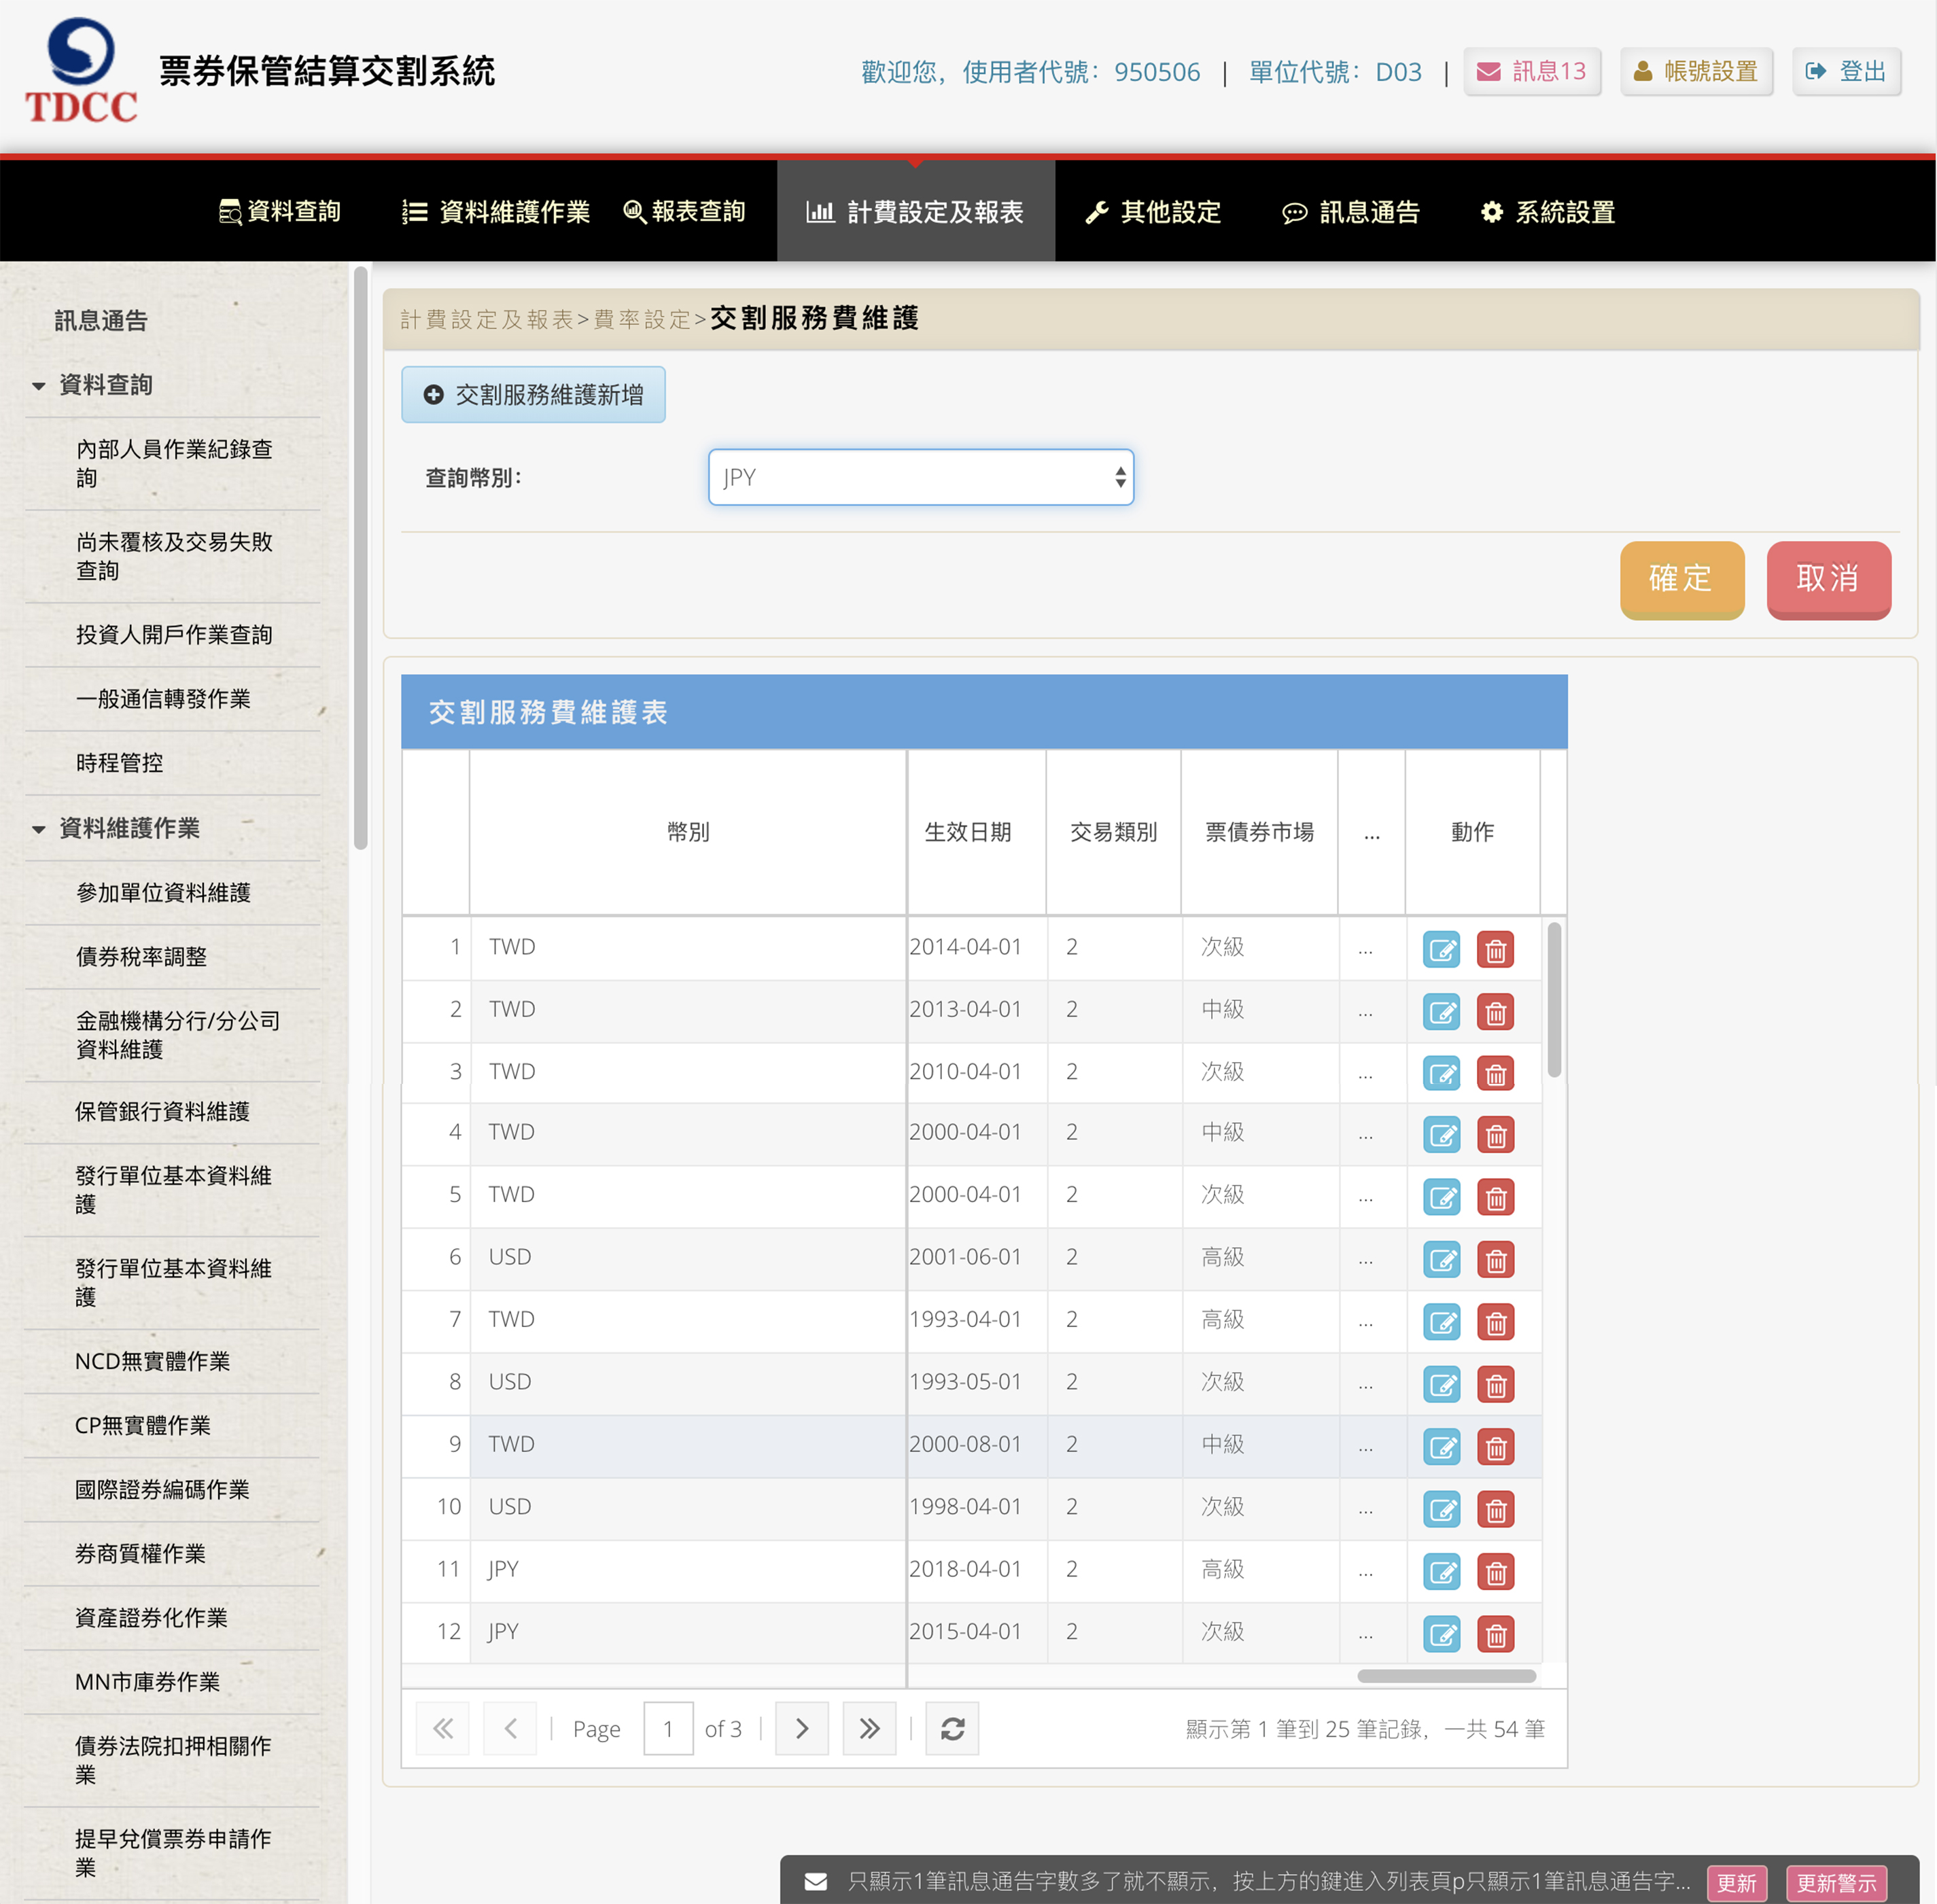 TDCC
票券保管結算交割系統
歡迎您，使用者代號：950506 | 單位代號：D03 | 訊息13 帳號設置 登出
資料查詢 資料維護作業 報表查詢 計費設定及報表 其他設定 訊息通告 系統設置
訊息通告
資料查詢
內部人員作業紀錄查
詢
尚未覆核及交易失敗
查詢
投資人開戶作業查詢
一般通信轉發作業
時程管控
資料維護作業
參加單位資料維護
債券稅率調整
金融機構分行/分公司
資料維護
保管銀行資料維護
發行單位基本資料維
護
發行單位基本資料維
護
NCD無實體作業
CP無實體作業
國際證券編碼作業
券商質權作業
資產證券化作業
MN市庫券作業
債券法院扣押相關作
業
提早兌償票券申請作
業
計費設定及報表>費率設定>交割服務費維護
交割服務維護新增
查詢幣別： JPY
確定 取消
交割服務費維護表
幣別 生效日期 交易類別 票債券市場 ... 動作
1 TWD 2014-04-01 2 次級 ...
2 TWD 2013-04-01 2 中級 ...
3 TWD 2010-04-01 2 次級 ...
4 TWD 2000-04-01 2 中級 ...
5 TWD 2000-04-01 2 次級 ...
6 USD 2001-06-01 2 高級 ...
7 TWD 1993-04-01 2 高級 ...
8 USD 1993-05-01 2 次級 ...
9 TWD 2000-08-01 2 中級 ...
10 USD 1998-04-01 2 次級 ...
11 JPY 2018-04-01 2 高級 ...
12 JPY 2015-04-01 2 次級 ...
Page 1 of 3 顯示第 1 筆到 25 筆記錄，一共 54 筆
只顯示1筆訊息通告字數多了就不顯示，按上方的鍵進入列表頁p只顯示1筆訊息通告字... 更新 更新警示